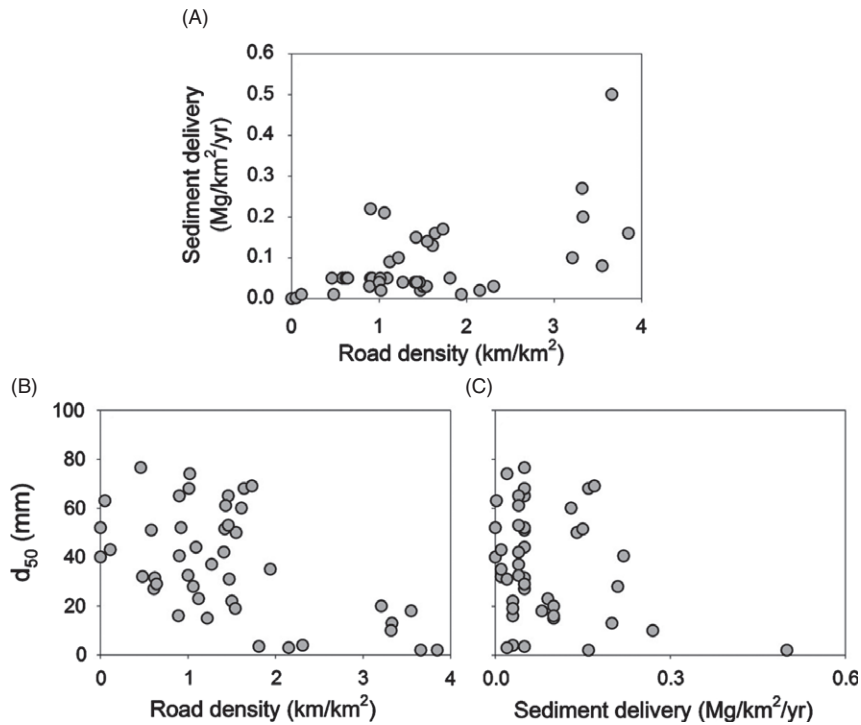 (A)
Sediment delivery
(Mg/km²/yr)
0.6
0.5
0.4
0.3
0.2
0.1
0.0
0 1 2 3 4
Road density (km/km²)
(B)
d₅₀ (mm)
100
80
60
40
20
0
0 1 2 3 4
Road density (km/km²)
(C)
0.0 0.3 0.6
Sediment delivery (Mg/km²/yr)